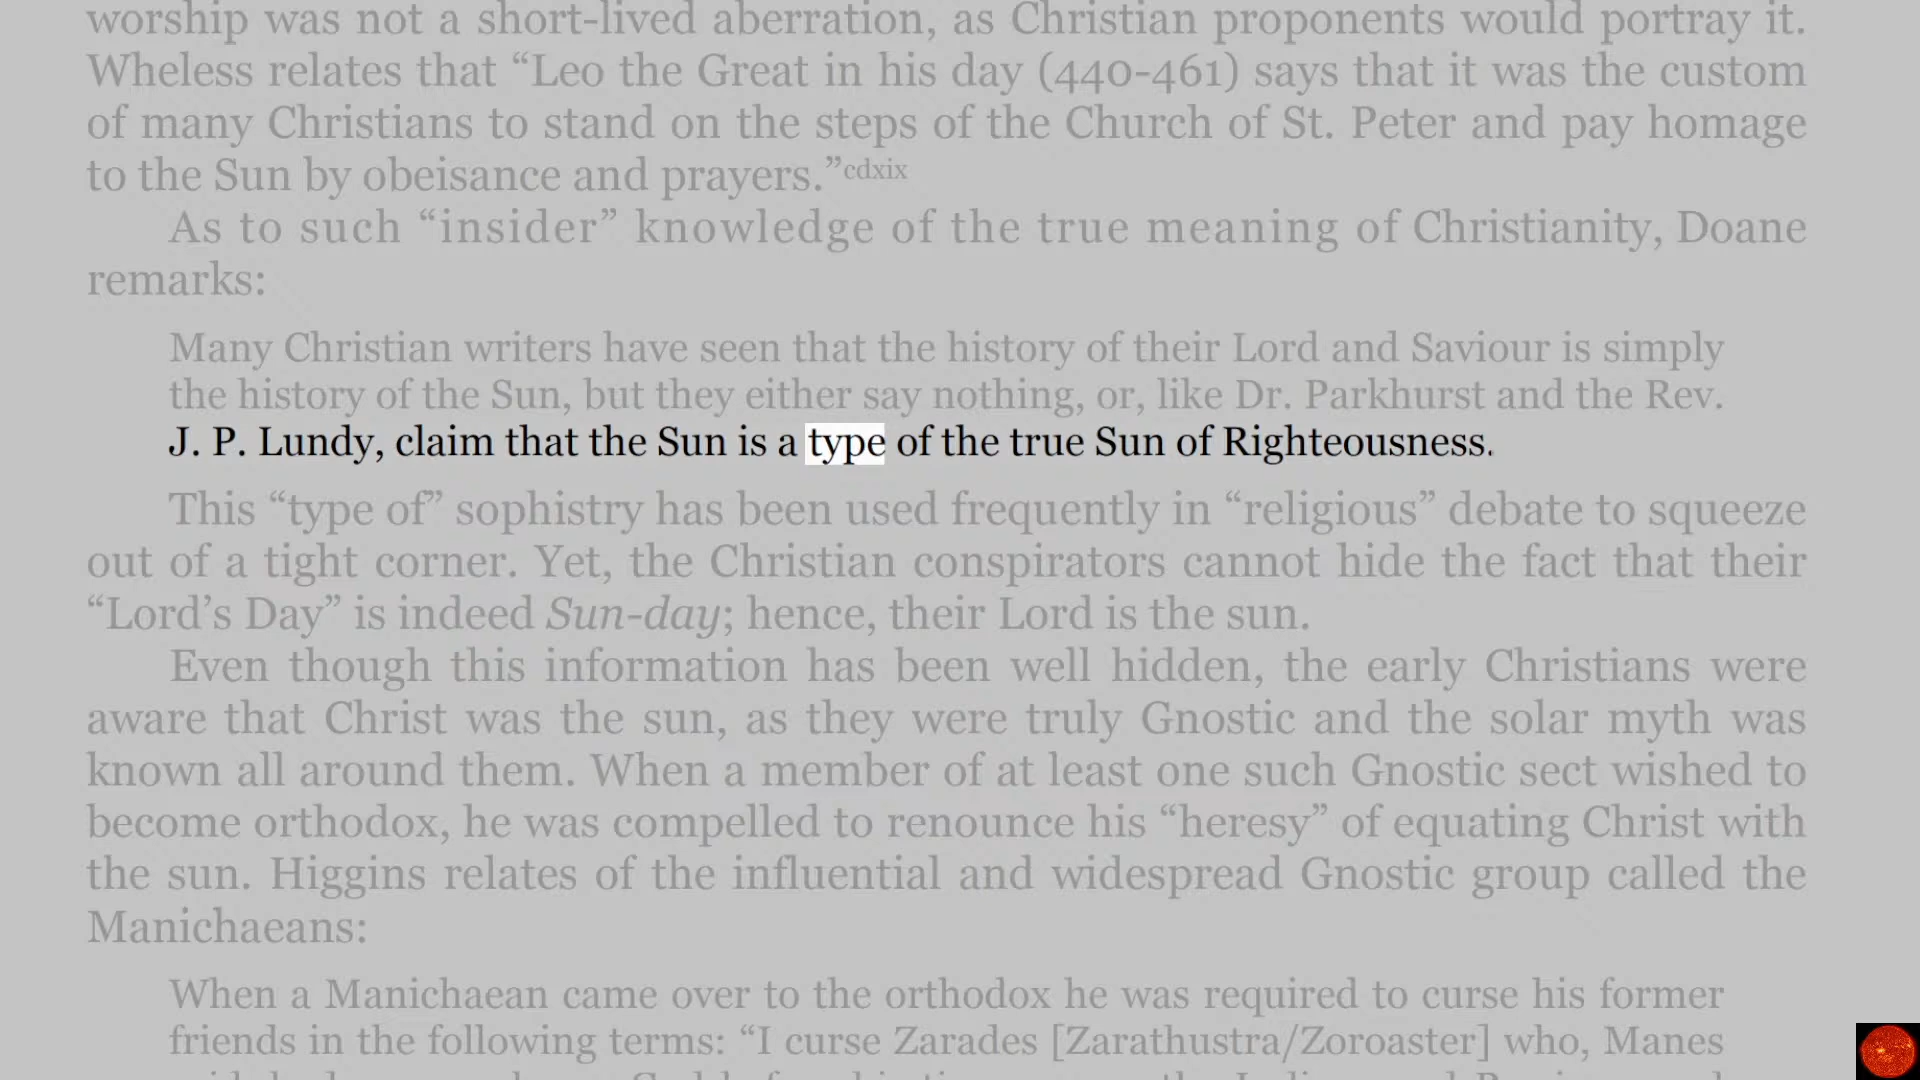 worship was not a short-lived aberration, as Christian proponents would portray it.
Wheless relates that “Leo the Great in his day (440-461) says that it was the custom
of many Christians to stand on the steps of the Church of St. Peter and pay homage
to the Sun by obeisance and prayers.”cdxix
As to such “insider” knowledge of the true meaning of Christianity, Doane
remarks:
Many Christian writers have seen that the history of their Lord and Saviour is simply
the history of the Sun, but they either say nothing, or, like Dr. Parkhurst and the Rev.
J. P. Lundy, claim that the Sun is a type of the true Sun of Righteousness.
This “type of” sophistry has been used frequently in “religious” debate to squeeze
out of a tight corner. Yet, the Christian conspirators cannot hide the fact that their
“Lord’s Day” is indeed Sun-day; hence, their Lord is the sun.
Even though this information has been well hidden, the early Christians were
aware that Christ was the sun, as they were truly Gnostic and the solar myth was
known all around them. When a member of at least one such Gnostic sect wished to
become orthodox, he was compelled to renounce his “heresy” of equating Christ with
the sun. Higgins relates of the influential and widespread Gnostic group called the
Manichaeans:
When a Manichaean came over to the orthodox he was required to curse his former
friends in the following terms: “I curse Zarades [Zarathustra/Zoroaster] who, Manes